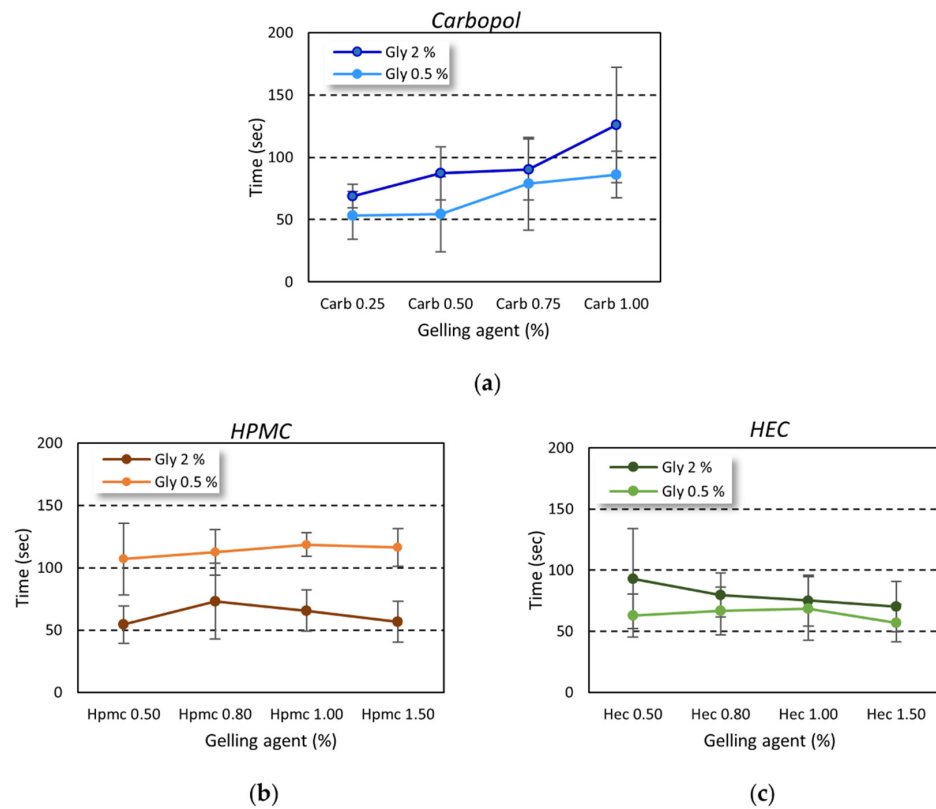 Carbopol
200
150
100
50
0
Time (sec)
Gly 2 %
Gly 0.5 %
Carb 0.25 Carb 0.50 Carb 0.75 Carb 1.00
Gelling agent (%)
(a)
HPMC
200
150
100
50
0
Time (sec)
Gly 2 %
Gly 0.5 %
Hpmc 0.50 Hpmc 0.80 Hpmc 1.00 Hpmc 1.50
Gelling agent (%)
(b)
HEC
200
150
100
50
0
Time (sec)
Gly 2 %
Gly 0.5 %
Hec 0.50 Hec 0.80 Hec 1.00 Hec 1.50
Gelling agent (%)
(c)